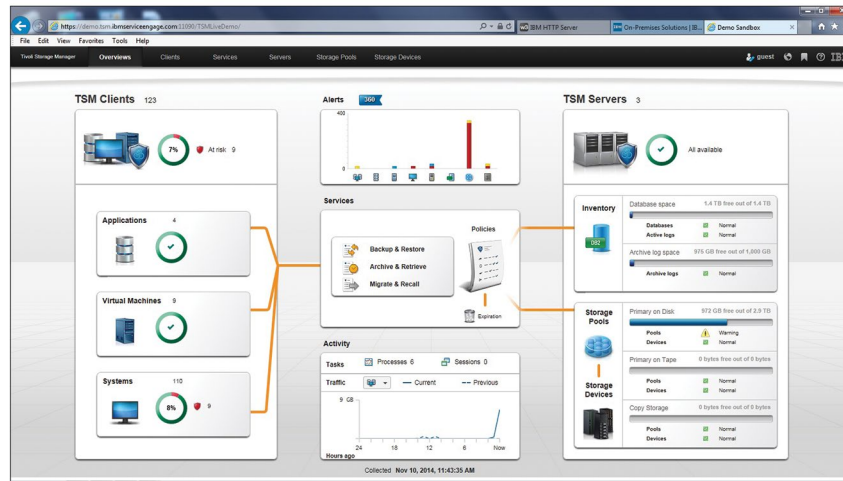 https://demo.tsm.ibmserviceengage.com:11090/TSMLiveDemo/
IBM HTTP Server
On-Premises Solutions | IB...
Demo Sandbox
File Edit View Favorites Tools Help
Tivoli Storage Manager Overviews Clients Services Servers Storage Pools Storage Devices guest IBM
TSM Clients 123
7% At risk 9
Applications 4
Virtual Machines 9
Systems 110
8% 9
Alerts 360
400
0
Services
Policies
Backup & Restore
Archive & Retrieve
Migrate & Recall
Expiration
Activity
Tasks Processes 6 Sessions 0
Traffic Current Previous
9 GB
24 18 12 6 Now
Hours ago
Collected Nov 10, 2014, 11:43:35 AM
TSM Servers 3
All available
Inventory
DB2
Database space 1.4 TB free out of 1.4 TB
Databases Normal
Active logs Normal
Archive log space 975 GB free out of 1,000 GB
Archive logs Normal
Storage Pools
Storage Devices
Primary on Disk 972 GB free out of 2.9 TB
Pools Warning
Devices Normal
Primary on Tape 0 bytes free out of 0 bytes
Pools Normal
Devices Normal
Copy Storage 0 bytes free out of 0 bytes
Pools Normal
Devices Normal